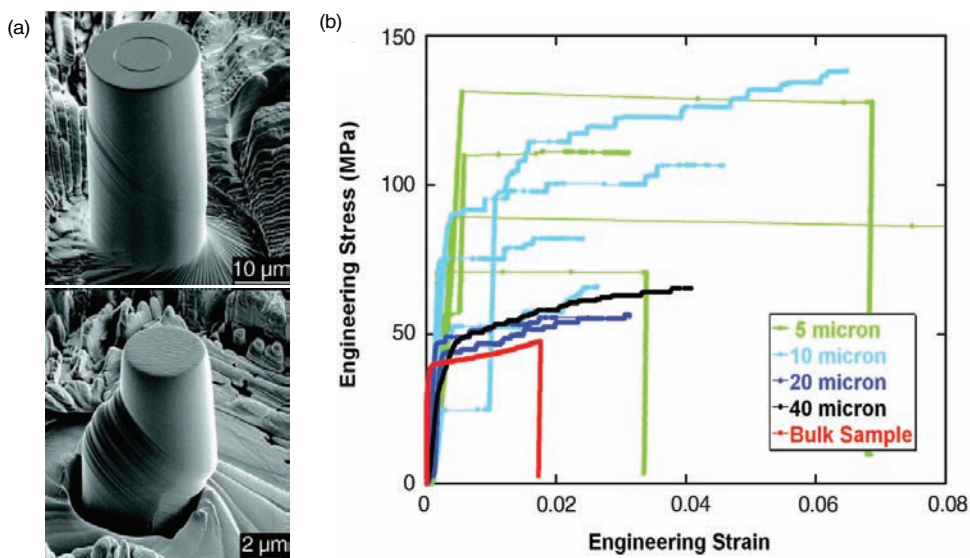 (a)
10 µm
2 µm
(b)
150
100
50
0
Engineering Stress (MPa)
5 micron
10 micron
20 micron
40 micron
Bulk Sample
0
0.02
0.04
0.06
0.08
Engineering Strain